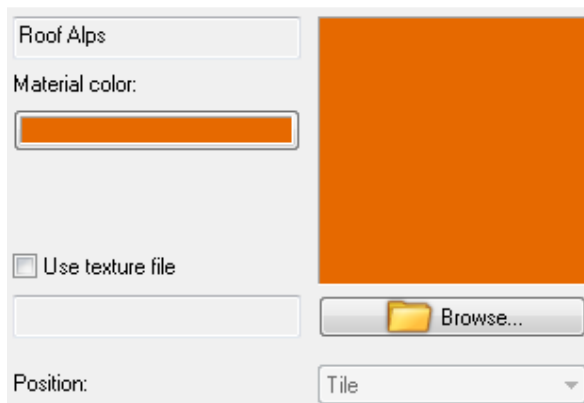 Roof Alps
Material color:
Use texture file
Browse...
Position:
Tile